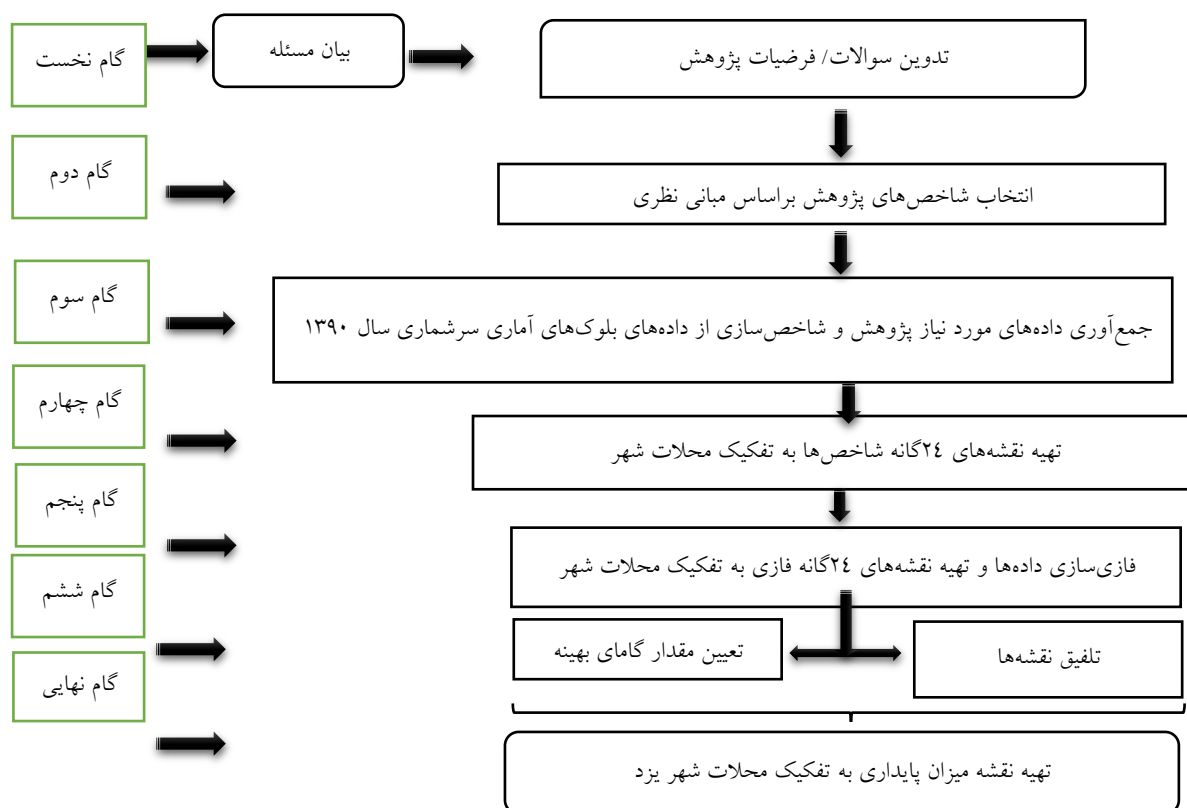 گام نخست
بیان مسئله
تدوین سوالات/ فرضیات پژوهش
گام دوم
انتخاب شاخص‌های پژوهش براساس مبانی نظری
گام سوم
جمع‌آوری داده‌های مورد نیاز پژوهش و شاخص‌سازی از داده‌های بلوک‌های آماری سرشماری سال ۱۳۹۰
گام چهارم
تهیه نقشه‌های ۲٤گانه شاخص‌ها به تفکیک محلات شهر
گام پنجم
فازی‌سازی داده‌ها و تهیه نقشه‌های ۲٤گانه فازی به تفکیک محلات شهر
گام ششم
تعیین مقدار گامای بهینه
تلفیق نقشه‌ها
گام نهایی
تهیه نقشه میزان پایداری به تفکیک محلات شهر یزد